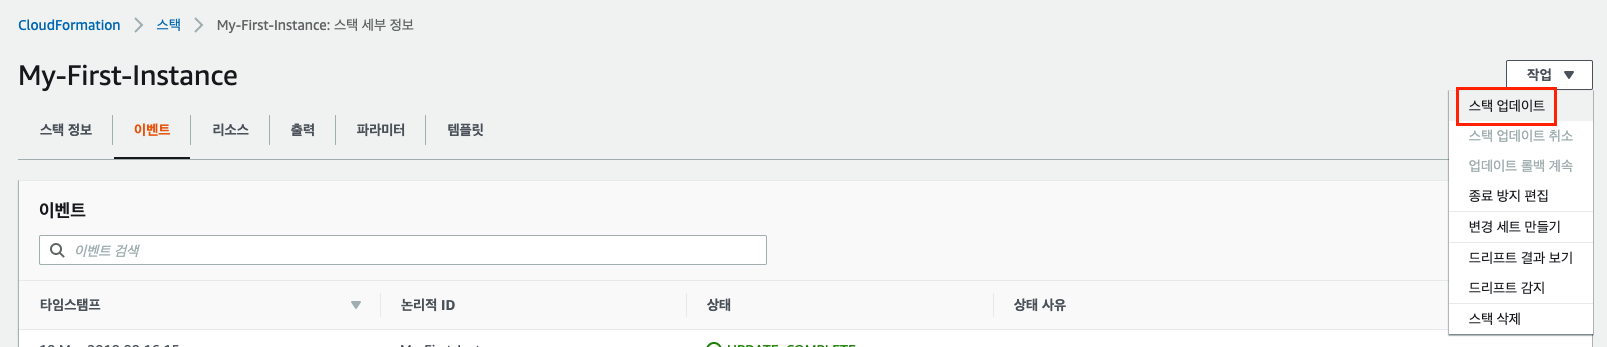 CloudFormation > 스택 > My-First-Instance: 스택 세부 정보
My-First-Instance
작업
스택 업데이트
스택 업데이트 취소
업데이트 롤백 계속
종료 방지 편집
변경 세트 만들기
드리프트 결과 보기
드리프트 감지
스택 삭제
스택 정보 이벤트 리소스 출력 파라미터 템플릿
이벤트
이벤트 검색
타임스탬프 논리적 ID 상태 상태 사유
UPDATE_COMPLETE